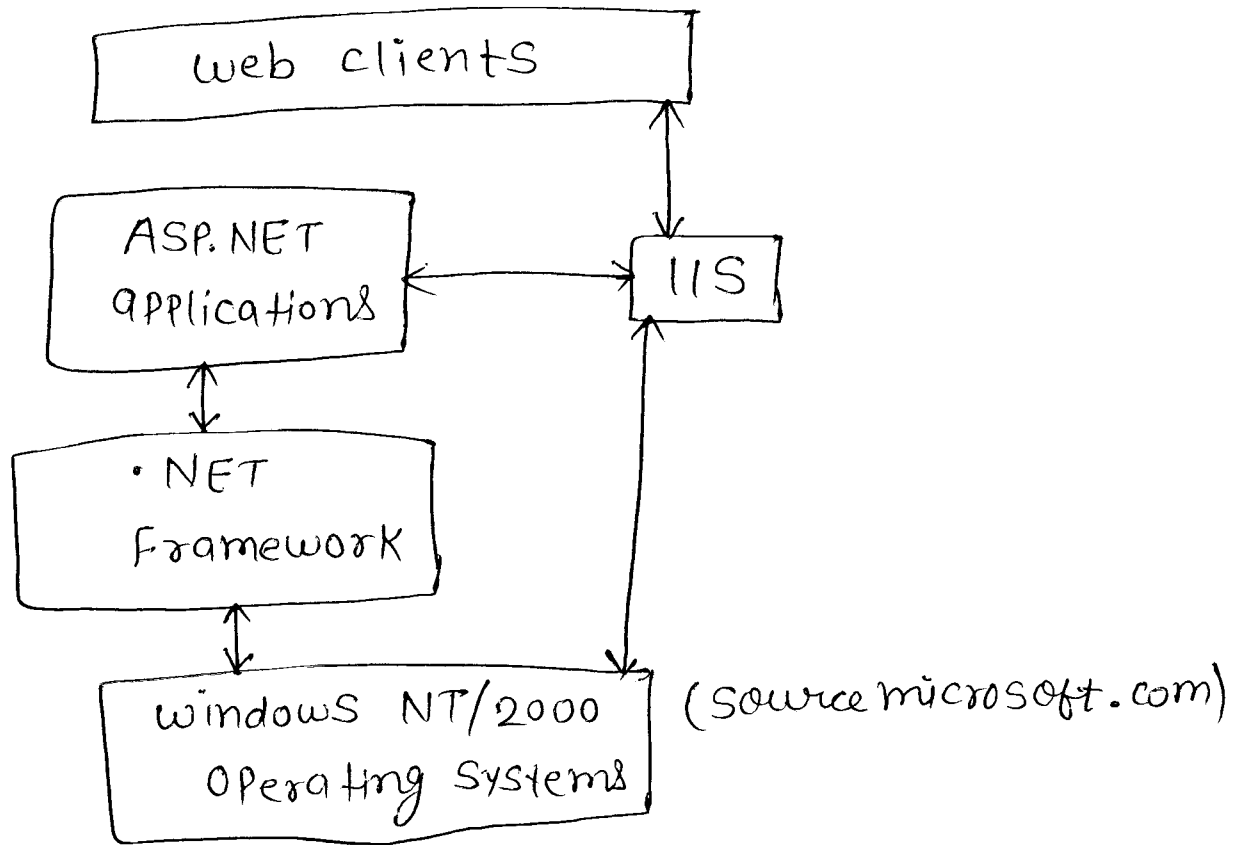 web clients
ASP.NET
applications
IIS
.NET
Framework
windows NT/2000
operating systems
(source microsoft.com)